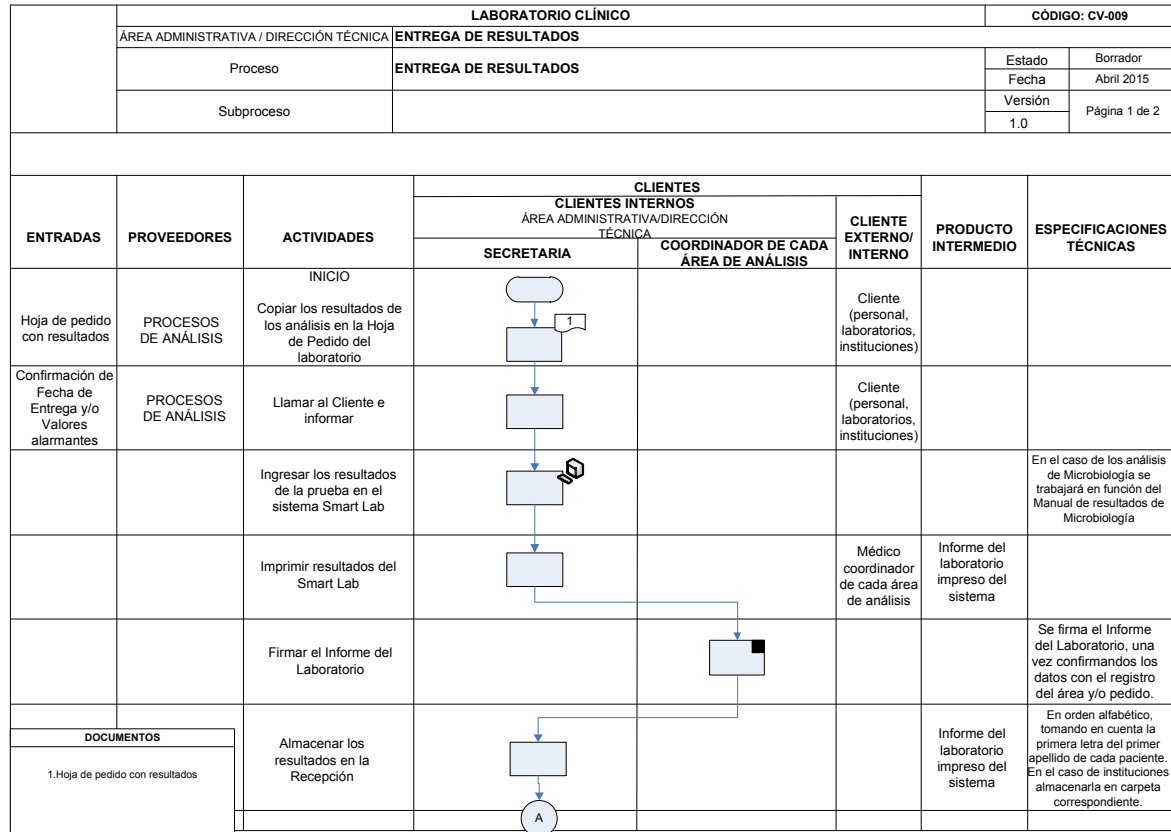 LABORATORIO CLÍNICO
CÓDIGO: CV-009
ÁREA ADMINISTRATIVA / DIRECCIÓN TÉCNICA
ENTREGA DE RESULTADOS
Proceso
ENTREGA DE RESULTADOS
Estado
Borrador
Fecha
Abril 2015
Subproceso
Versión
1.0
Página 1 de 2
ENTRADAS
PROVEEDORES
ACTIVIDADES
CLIENTES
CLIENTES INTERNOS
ÁREA ADMINISTRATIVA/DIRECCIÓN
TÉCNICA
SECRETARIA
COORDINADOR DE CADA
ÁREA DE ANÁLISIS
CLIENTE
EXTERNO/
INTERNO
PRODUCTO
INTERMEDIO
ESPECIFICACIONES
TÉCNICAS
Hoja de pedido
con resultados
PROCESOS
DE ANÁLISIS
INICIO
Copiar los resultados de
los análisis en la Hoja
de Pedido del
laboratorio
1
Cliente
(personal,
laboratorios,
instituciones)
Confirmación de
Fecha de
Entrega y/o
Valores
alarmantes
PROCESOS
DE ANÁLISIS
Llamar al Cliente e
informar
Cliente
(personal,
laboratorios,
instituciones)
Ingresar los resultados
de la prueba en el
sistema Smart Lab
En el caso de los análisis
de Microbiología se
trabajará en función del
Manual de resultados de
Microbiología
Imprimir resultados del
Smart Lab
Médico
coordinador
de cada área
de análisis
Informe del
laboratorio
impreso del
sistema
Firmar el Informe del
Laboratorio
Se firma el Informe
del Laboratorio, una
vez confirmandos los
datos con el registro
del área y/o pedido.
DOCUMENTOS
1.Hoja de pedido con resultados
Almacenar los
resultados en la
Recepción
Informe del
laboratorio
impreso del
sistema
En orden alfabético,
tomando en cuenta la
primera letra del primer
apellido de cada paciente.
En el caso de instituciones
almacenarla en carpeta
correspondiente.
A